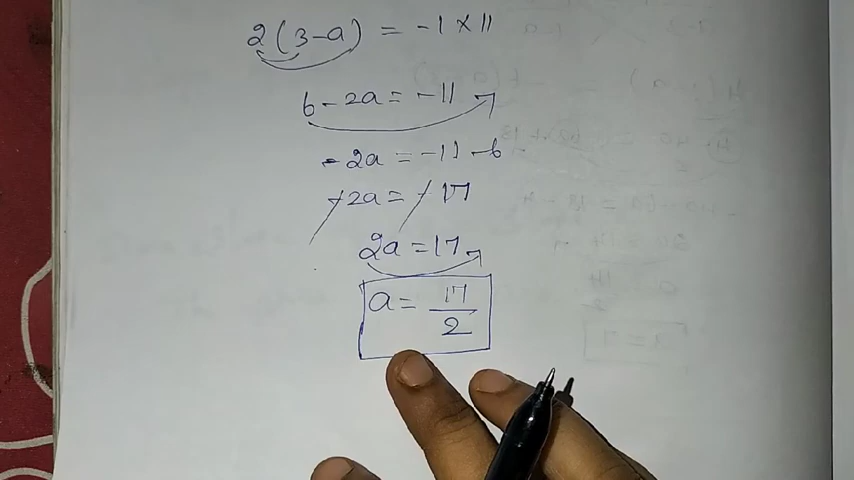 2(3-a) = -1 × 11
6 - 2a = -11
-2a = -11 - 6
-2a = -17
2a = 17
a = 17/2